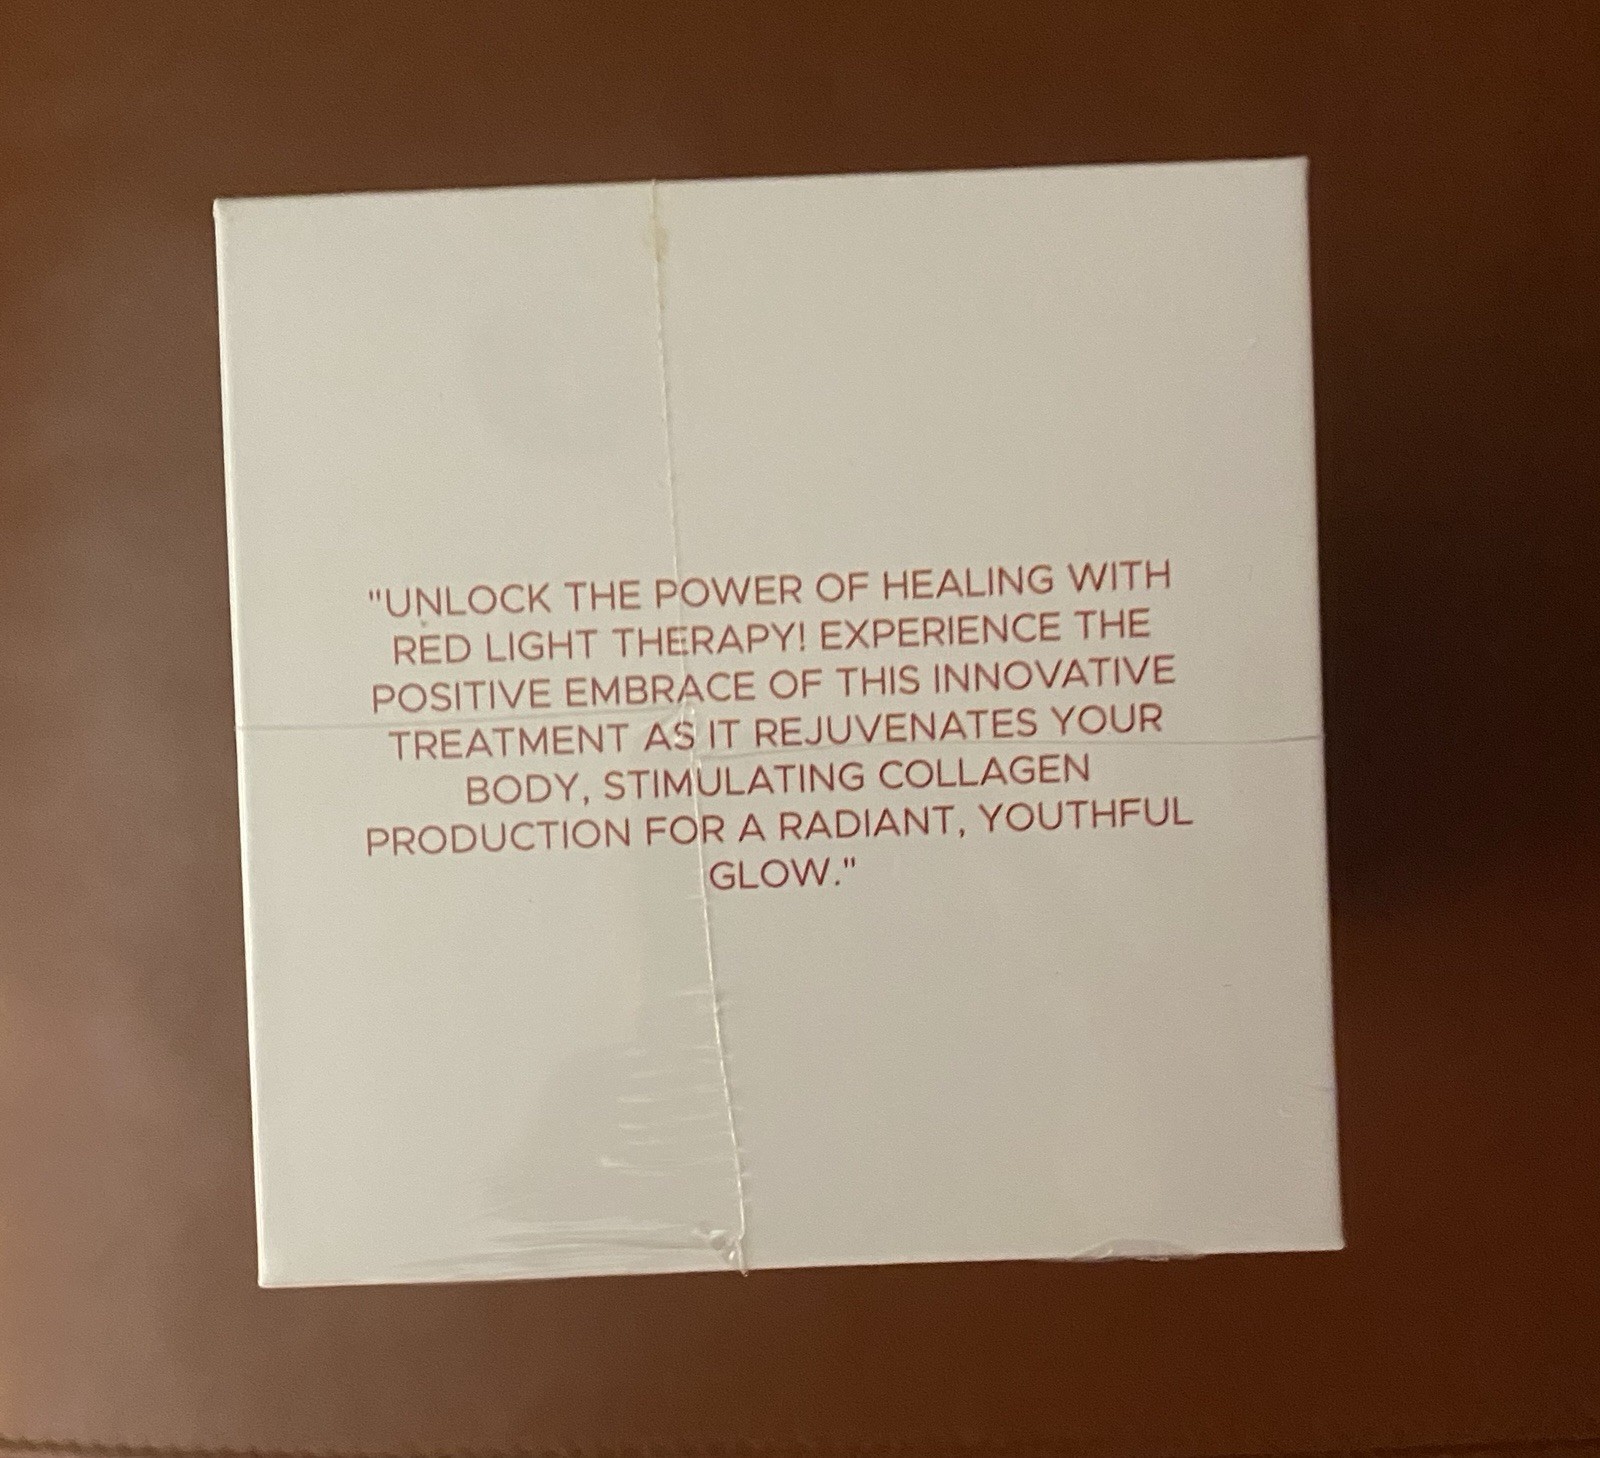 "UNLOCK THE POWER OF HEALING WITH
RED LIGHT THERAPY! EXPERIENCE THE
POSITIVE EMBRACE OF THIS INNOVATIVE
TREATMENT AS IT REJUVENATES YOUR
BODY, STIMULATING COLLAGEN
PRODUCTION FOR A RADIANT, YOUTHFUL
GLOW."